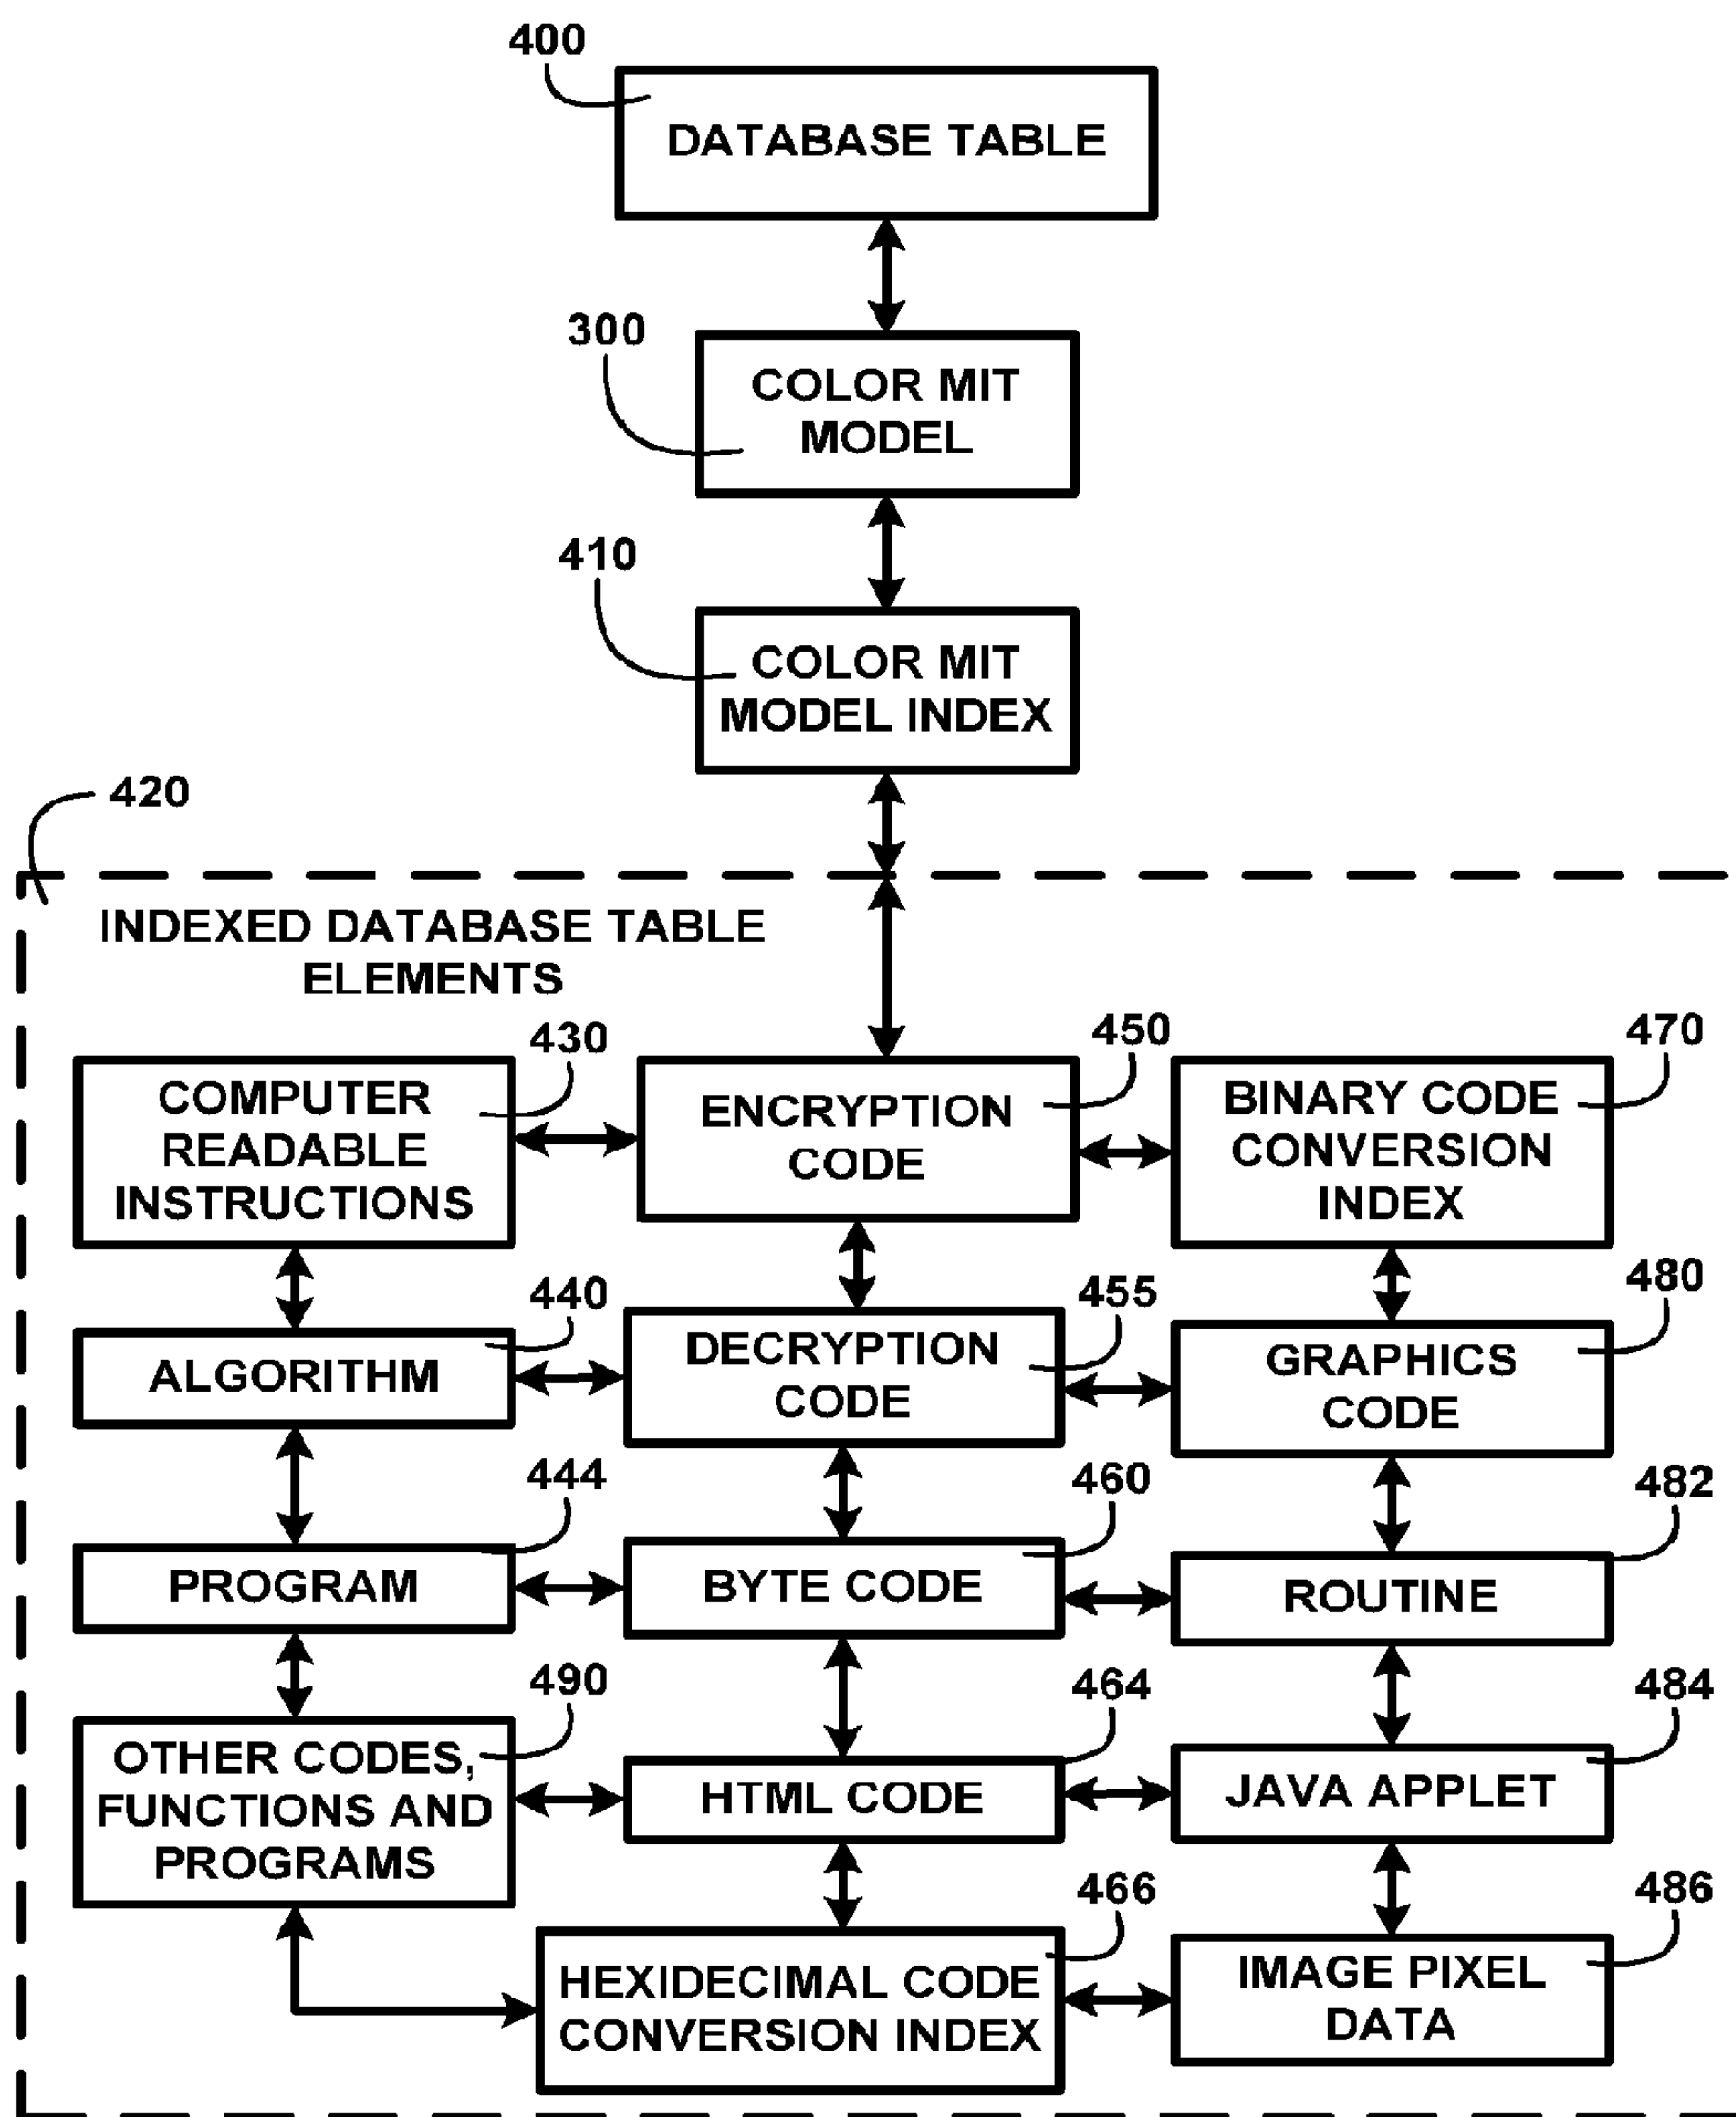 400
DATABASE TABLE
300
COLOR MIT
MODEL
410
COLOR MIT
MODEL INDEX
420
INDEXED DATABASE TABLE
ELEMENTS
430
COMPUTER
READABLE
INSTRUCTIONS
450
ENCRYPTION
CODE
470
BINARY CODE
CONVERSION
INDEX
440
ALGORITHM
455
DECRYPTION
CODE
480
GRAPHICS
CODE
444
PROGRAM
460
BYTE CODE
482
ROUTINE
490
OTHER CODES,
FUNCTIONS AND
PROGRAMS
464
HTML CODE
484
JAVA APPLET
466
HEXIDECIMAL CODE
CONVERSION INDEX
486
IMAGE PIXEL
DATA